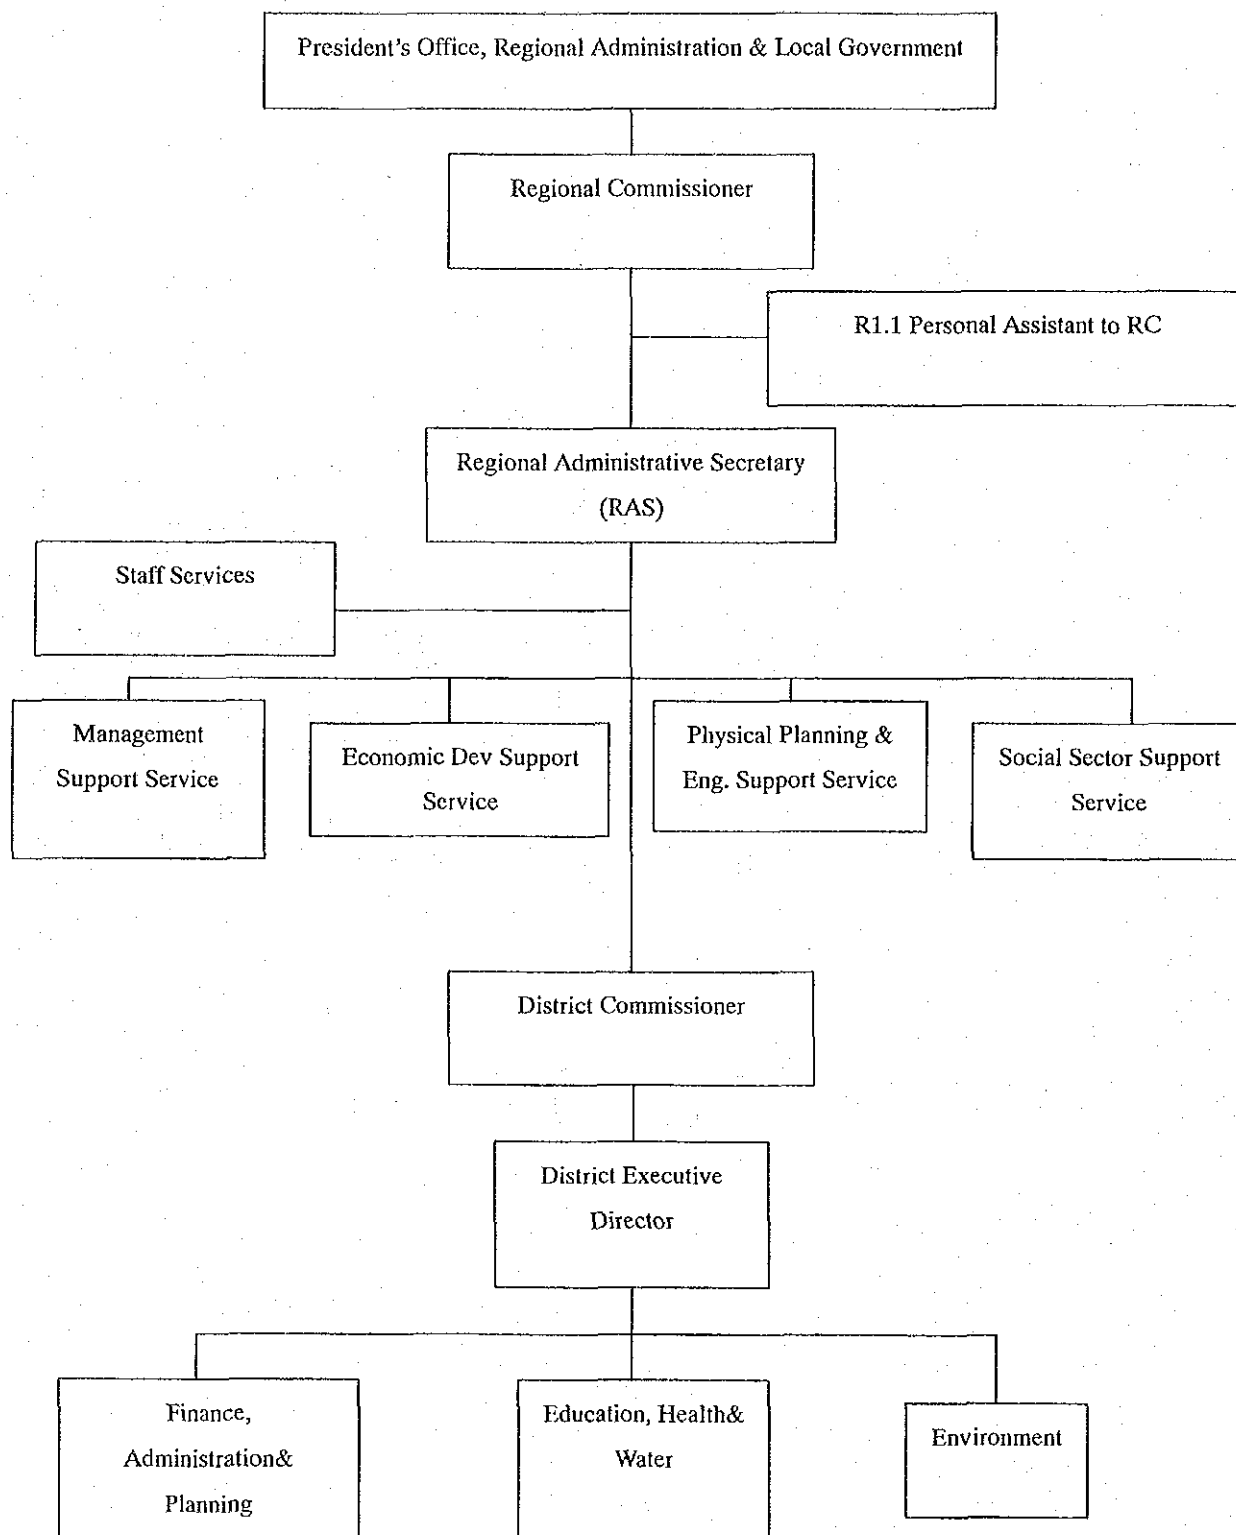 President's Office, Regional Administration & Local Government
Regional Commissioner
R1.1 Personal Assistant to RC
Regional Administrative Secretary
(RAS)
Staff Services
Management
Support Service
Economic Dev Support
Service
Physical Planning &
Eng. Support Service
Social Sector Support
Service
District Commissioner
District Executive
Director
Finance,
Administration&
Planning
Education, Health&
Water
Environment